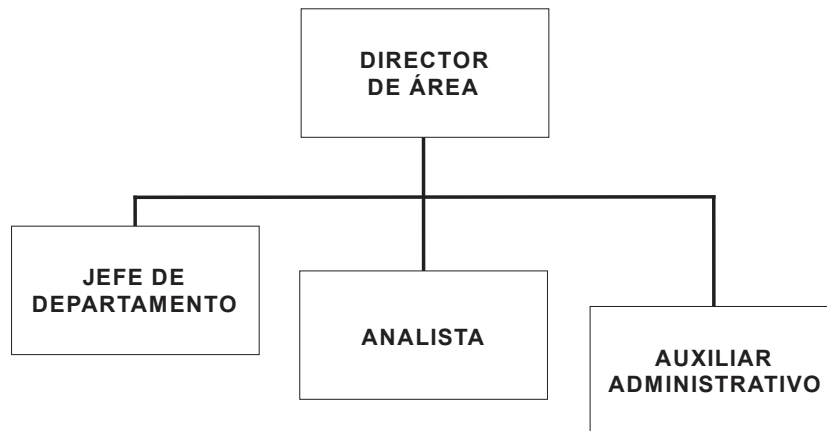 DIRECTOR
DE ÁREA
JEFE DE
DEPARTAMENTO
ANALISTA
AUXILIAR
ADMINISTRATIVO